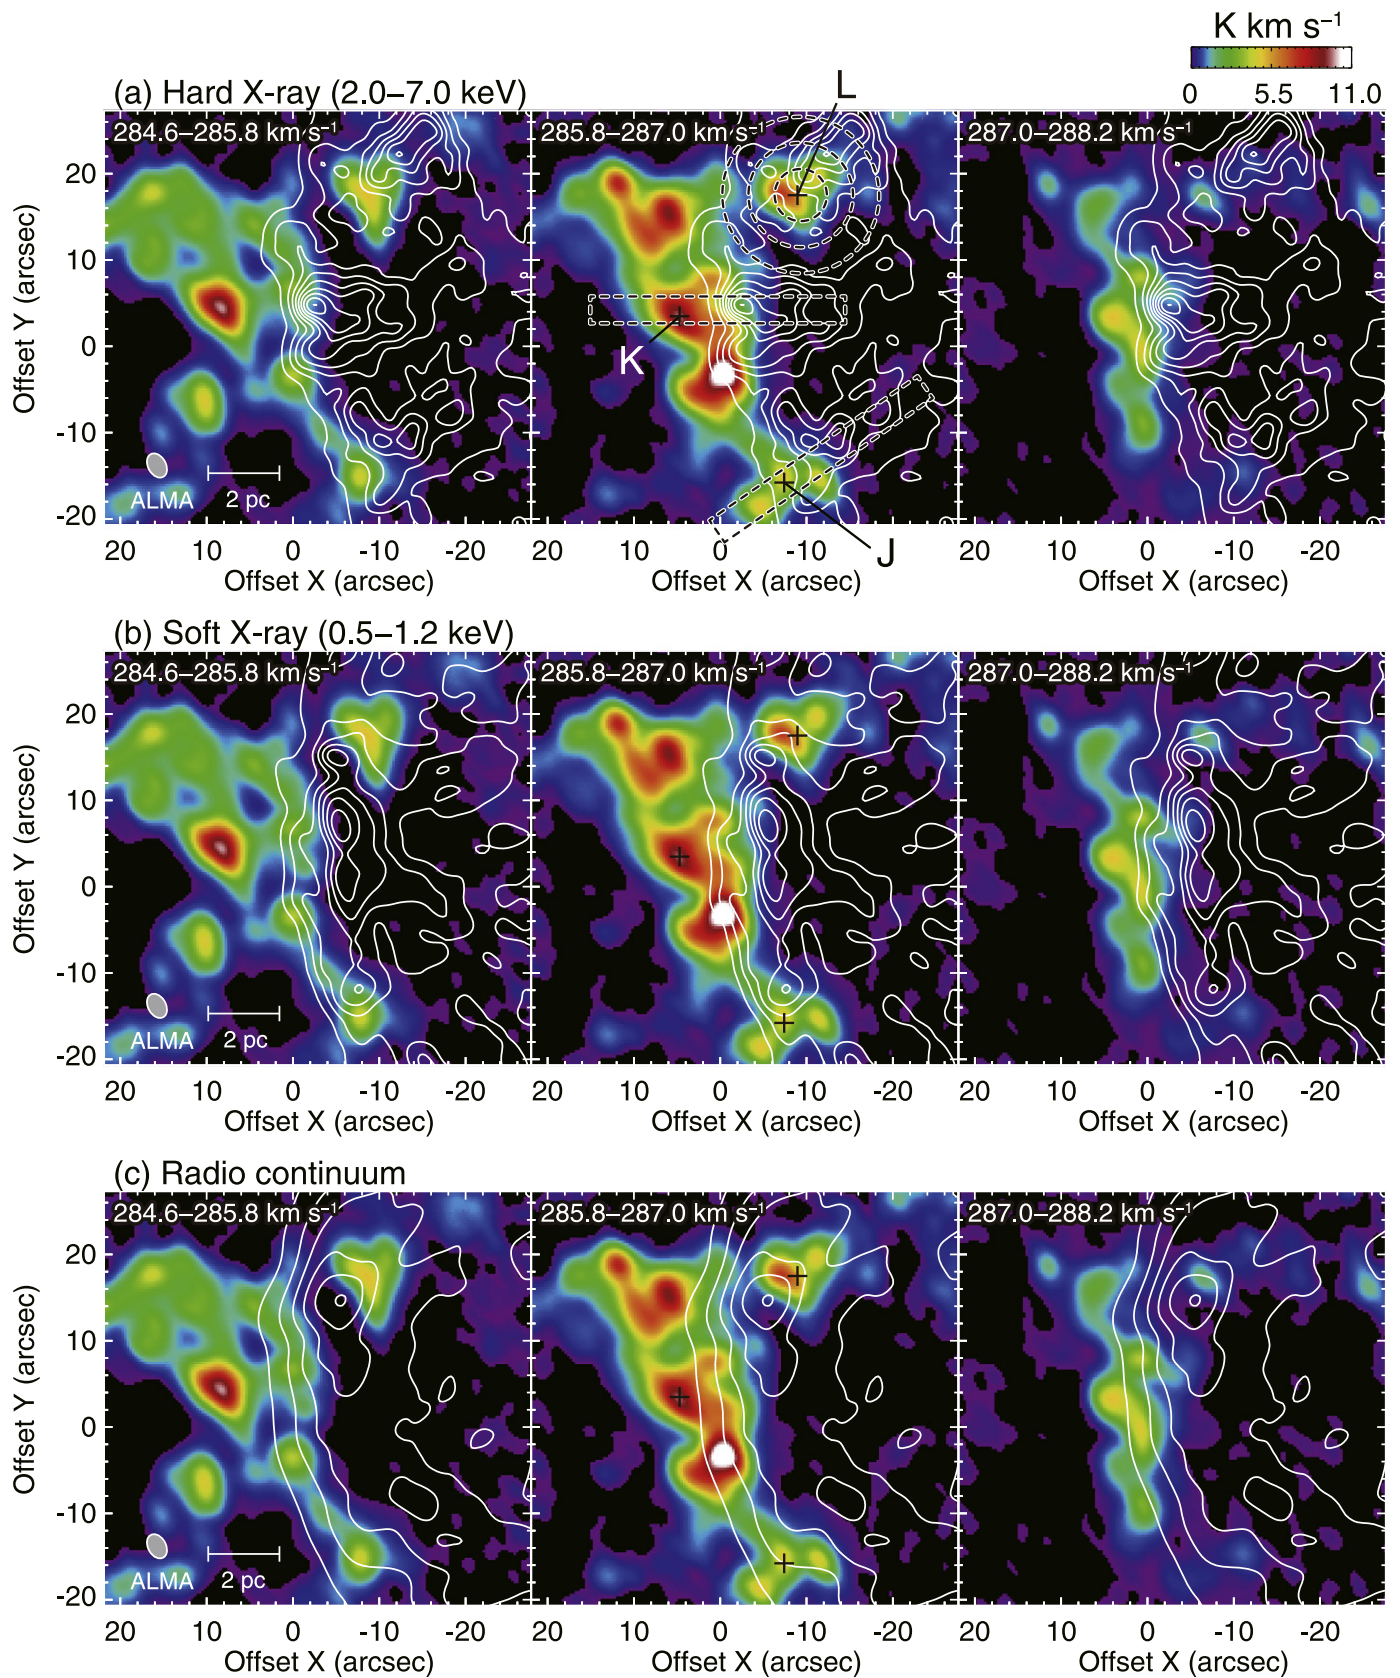 K km s⁻¹
0 5.5 11.0
(a) Hard X-ray (2.0–7.0 keV)
L
284.6–285.8 km s⁻¹ 285.8–287.0 km s⁻¹ 287.0–288.2 km s⁻¹
20
10
0
-10
-20
Offset Y (arcsec)
K
J
ALMA 2 pc
20 10 0 -10 20 10 0 -10 -20 20 10 0 -10 -20
Offset X (arcsec) Offset X (arcsec) Offset X (arcsec)
(b) Soft X-ray (0.5–1.2 keV)
284.6–285.8 km s⁻¹ 285.8–287.0 km s⁻¹ 287.0–288.2 km s⁻¹
20
10
0
-10
-20
Offset Y (arcsec)
ALMA 2 pc
20 10 0 -10 -20 20 10 0 -10 -20 20 10 0 -10 -20
Offset X (arcsec) Offset X (arcsec) Offset X (arcsec)
(c) Radio continuum
284.6–285.8 km s⁻¹ 285.8–287.0 km s⁻¹ 287.0–288.2 km s⁻¹
20
10
0
-10
-20
Offset Y (arcsec)
ALMA 2 pc
20 10 0 -10 -20 20 10 0 -10 -20 20 10 0 -10 -20
Offset X (arcsec) Offset X (arcsec) Offset X (arcsec)